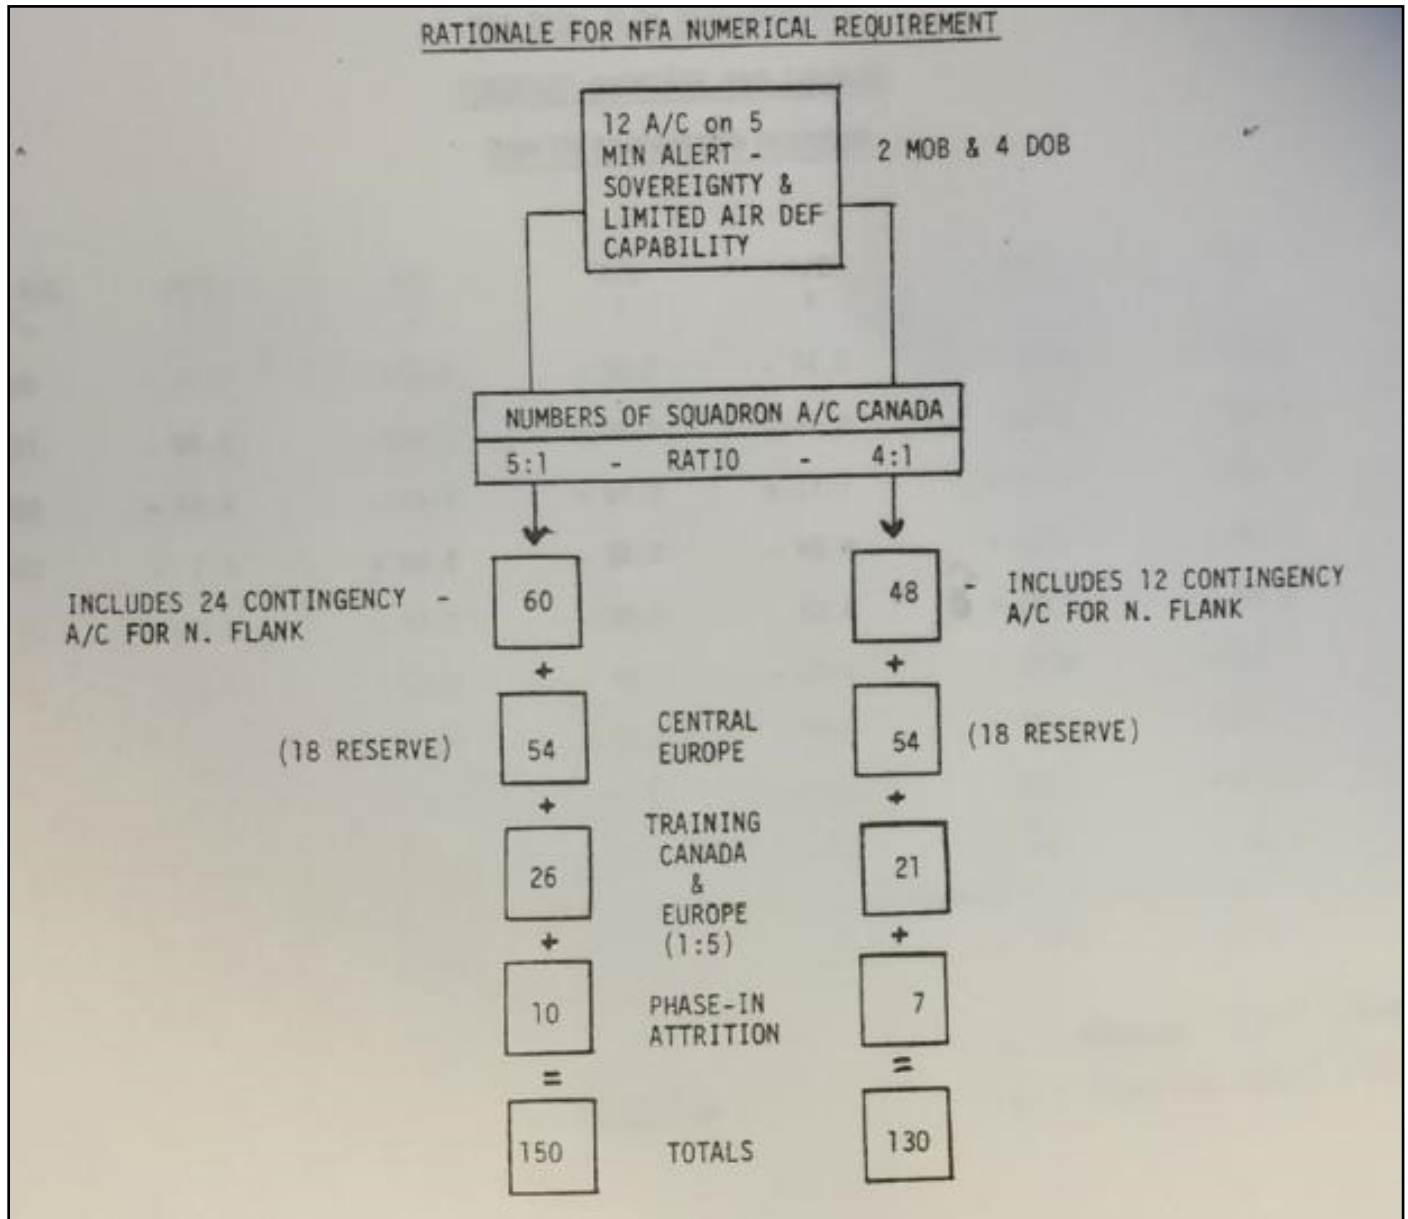 RATIONALE FOR NFA NUMERICAL REQUIREMENT
12 A/C on 5
MIN ALERT -
SOVEREIGNTY &
LIMITED AIR DEF
CAPABILITY
2 MOB & 4 DOB
NUMBERS OF SQUADRON A/C CANADA
5:1 - RATIO - 4:1
INCLUDES 24 CONTINGENCY -
A/C FOR N. FLANK
60
48
- INCLUDES 12 CONTINGENCY
A/C FOR N. FLANK
+
+
(18 RESERVE)
54
CENTRAL
EUROPE
54
(18 RESERVE)
+
+
26
TRAINING
CANADA
&
EUROPE
(1:5)
21
+
+
10
PHASE-IN
ATTRITION
7
=
=
150
TOTALS
130